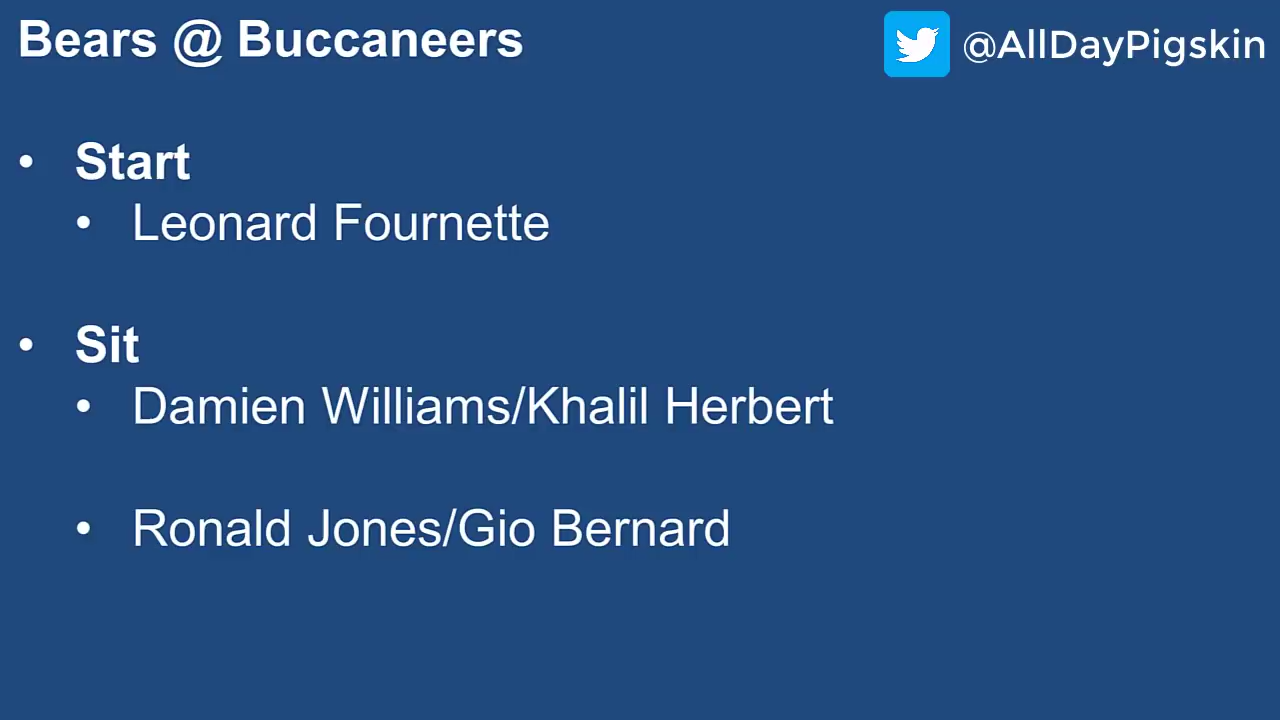 Bears @ Buccaneers
@AllDayPigskin
• Start
• Leonard Fournette
• Sit
• Damien Williams/Khalil Herbert
• Ronald Jones/Gio Bernard